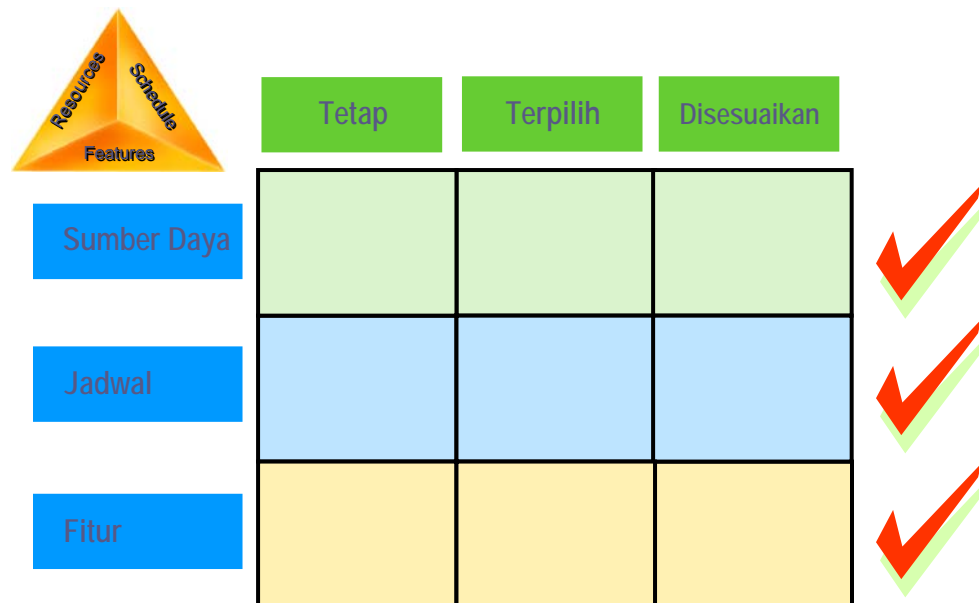 Resources
Schedule
Features
Tetap
Terpilih
Disesuaikan
Sumber Daya
Jadwal
Fitur